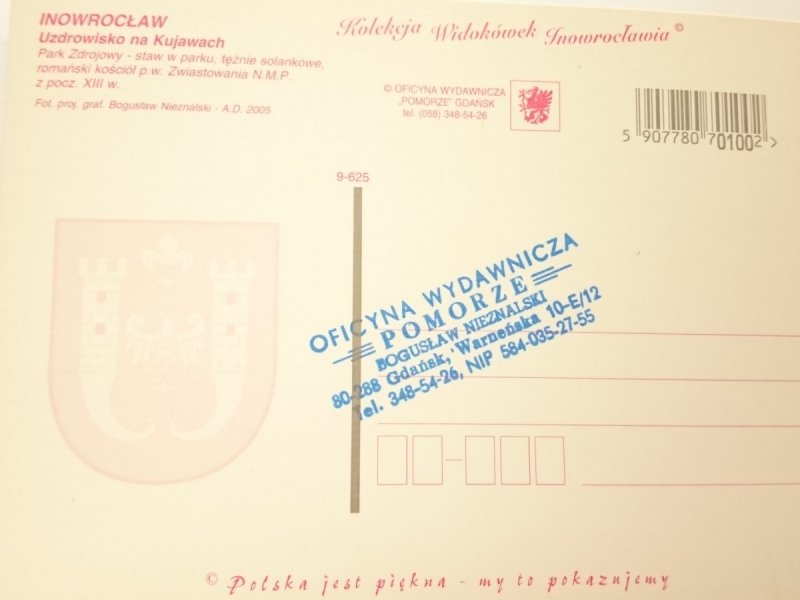 INOWROCŁAW
Uzdrowisko na Kujawach
Park Zdrojowy - staw w parku, tężnie solankowe,
romański kościół p.w. Zwiastowania N.M.P.
z pocz. XIII w.
Fot. proj. graf. Bogusław Nieznalski - A.D. 2005
Kolekcja Widokówek Inowrocławia ©
© OFICYNA WYDAWNICZA
„POMORZE" GDAŃSK
tel. (058) 348-54-26
5 907780 701002 >
9-625
OFICYNA WYDAWNICZA
POMORZE
BOGUSŁAW NIEZNALSKI
80-288 Gdańsk, Warneńska 10-E/12
Tel. 348-54-26, NIP 584-035-27-55
© Polska jest piękna - my to pokazujemy